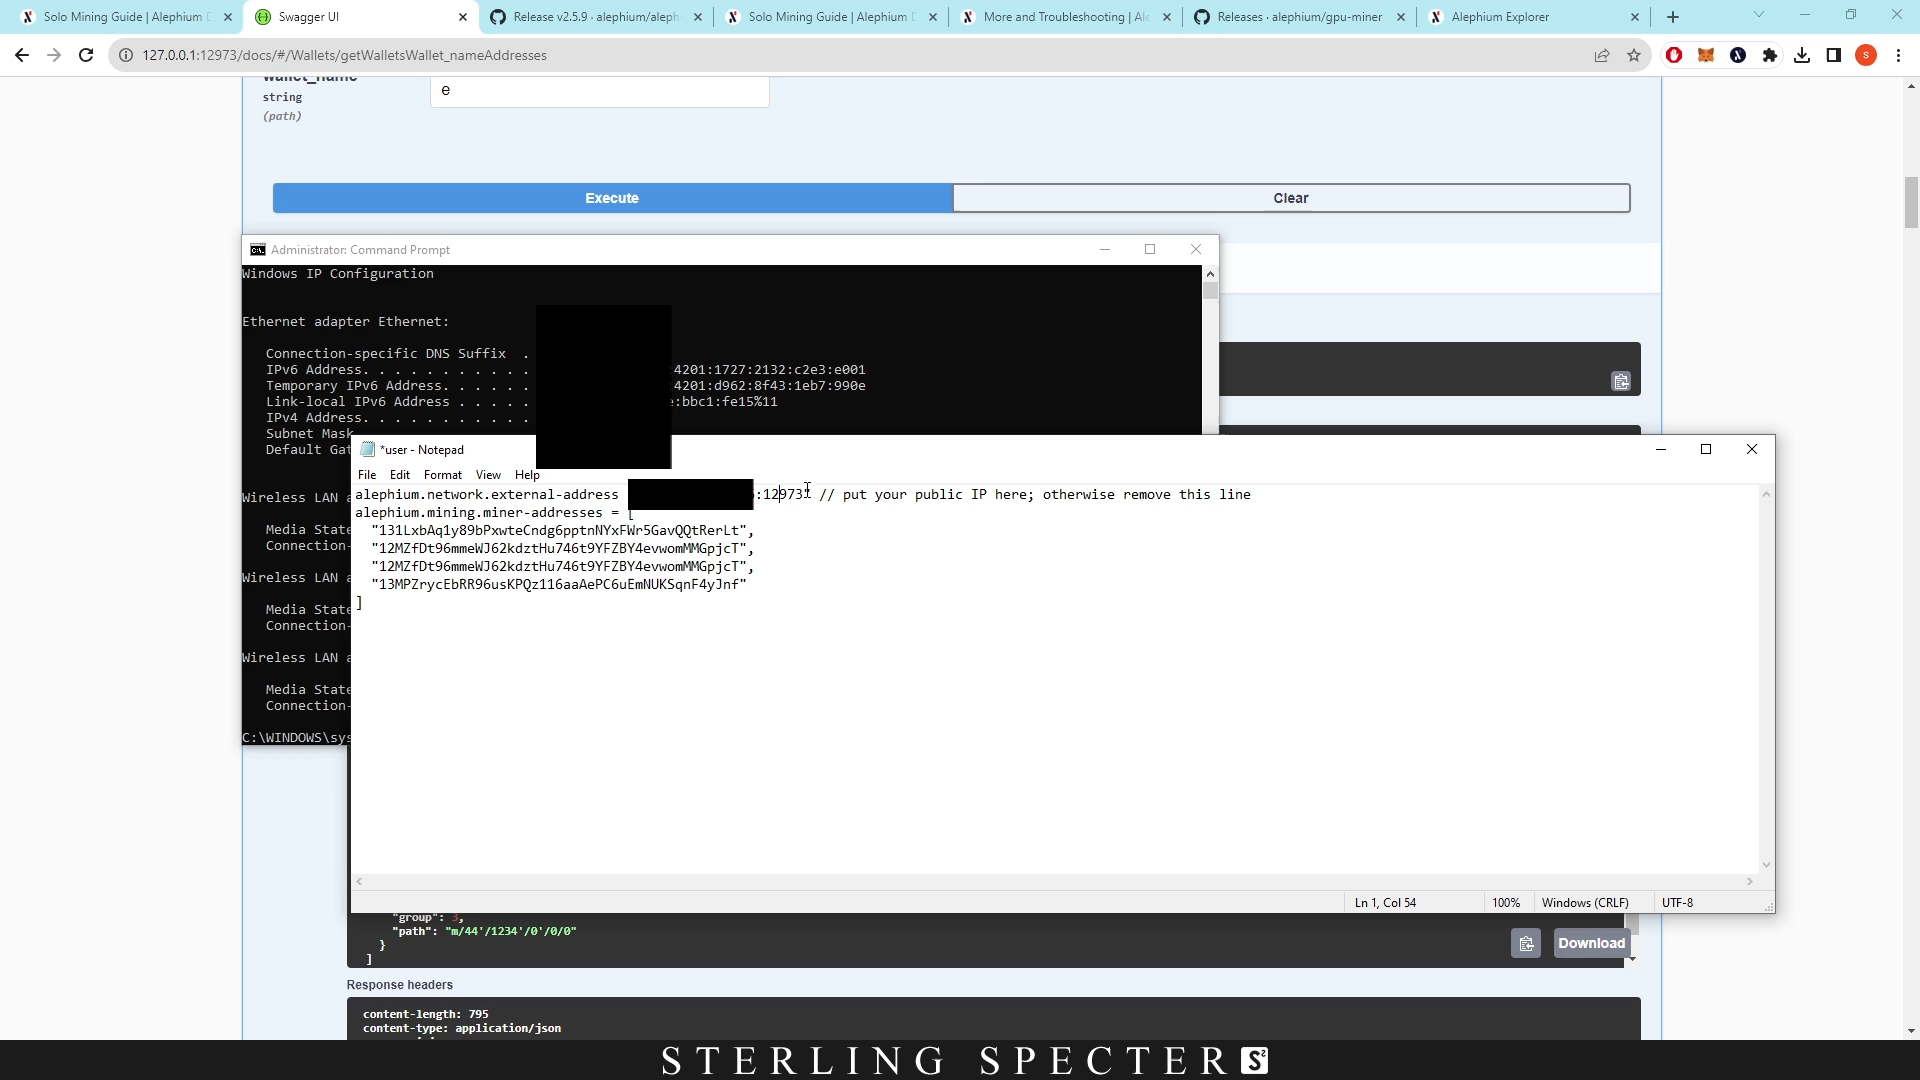 Solo Mining Guide | Alephium D
Swagger UI
Release v2.5.9 · alephium/aleph
Solo Mining Guide | Alephium D
More and Troubleshooting | Ale
Releases · alephium/gpu-miner
Alephium Explorer
127.0.0.1:12973/docs/#/Wallets/getWalletsWallet_nameAddresses
S
wallet_name
string
(path)
e
Execute
Clear
Administrator: Command Prompt
Windows IP Configuration
Ethernet adapter Ethernet:
Connection-specific DNS Suffix  .
IPv6 Address. . . . . . . . . . . :4201:1727:2132:c2e3:e001
Temporary IPv6 Address. . . . . . :4201:d962:8f43:1eb7:990e
Link-local IPv6 Address . . . . . :bbc1:fe15%11
IPv4 Address. . . . . . . . . . .
Subnet Mask
Default Gat
Wireless LAN a
Media State
Connection-
Wireless LAN a
Media State
Connection-
Wireless LAN a
Media State
Connection-
C:\WINDOWS\sys
*user - Notepad
File Edit Format View Help
alephium.network.external-address :12973" // put your public IP here; otherwise remove this line
alephium.mining.miner-addresses = [
"131LxbAq1y89bPxwteCndg6pptnNYxFWr5GavQQtRerLt",
"12MZfDt96mmeWJ62kdztHu746t9YFZBY4evwomMMGpjcT",
"12MZfDt96mmeWJ62kdztHu746t9YFZBY4evwomMMGpjcT",
"13MPZrycEbRR96usKPQz116aaAePC6uEmNUKSqnF4yJnf"
]
Ln 1, Col 54
100%
Windows (CRLF)
UTF-8
"group": 3,
"path": "m/44'/1234'/0'/0/0"
}
]
Download
Response headers
content-length: 795
content-type: application/json
STERLING SPECTER S²